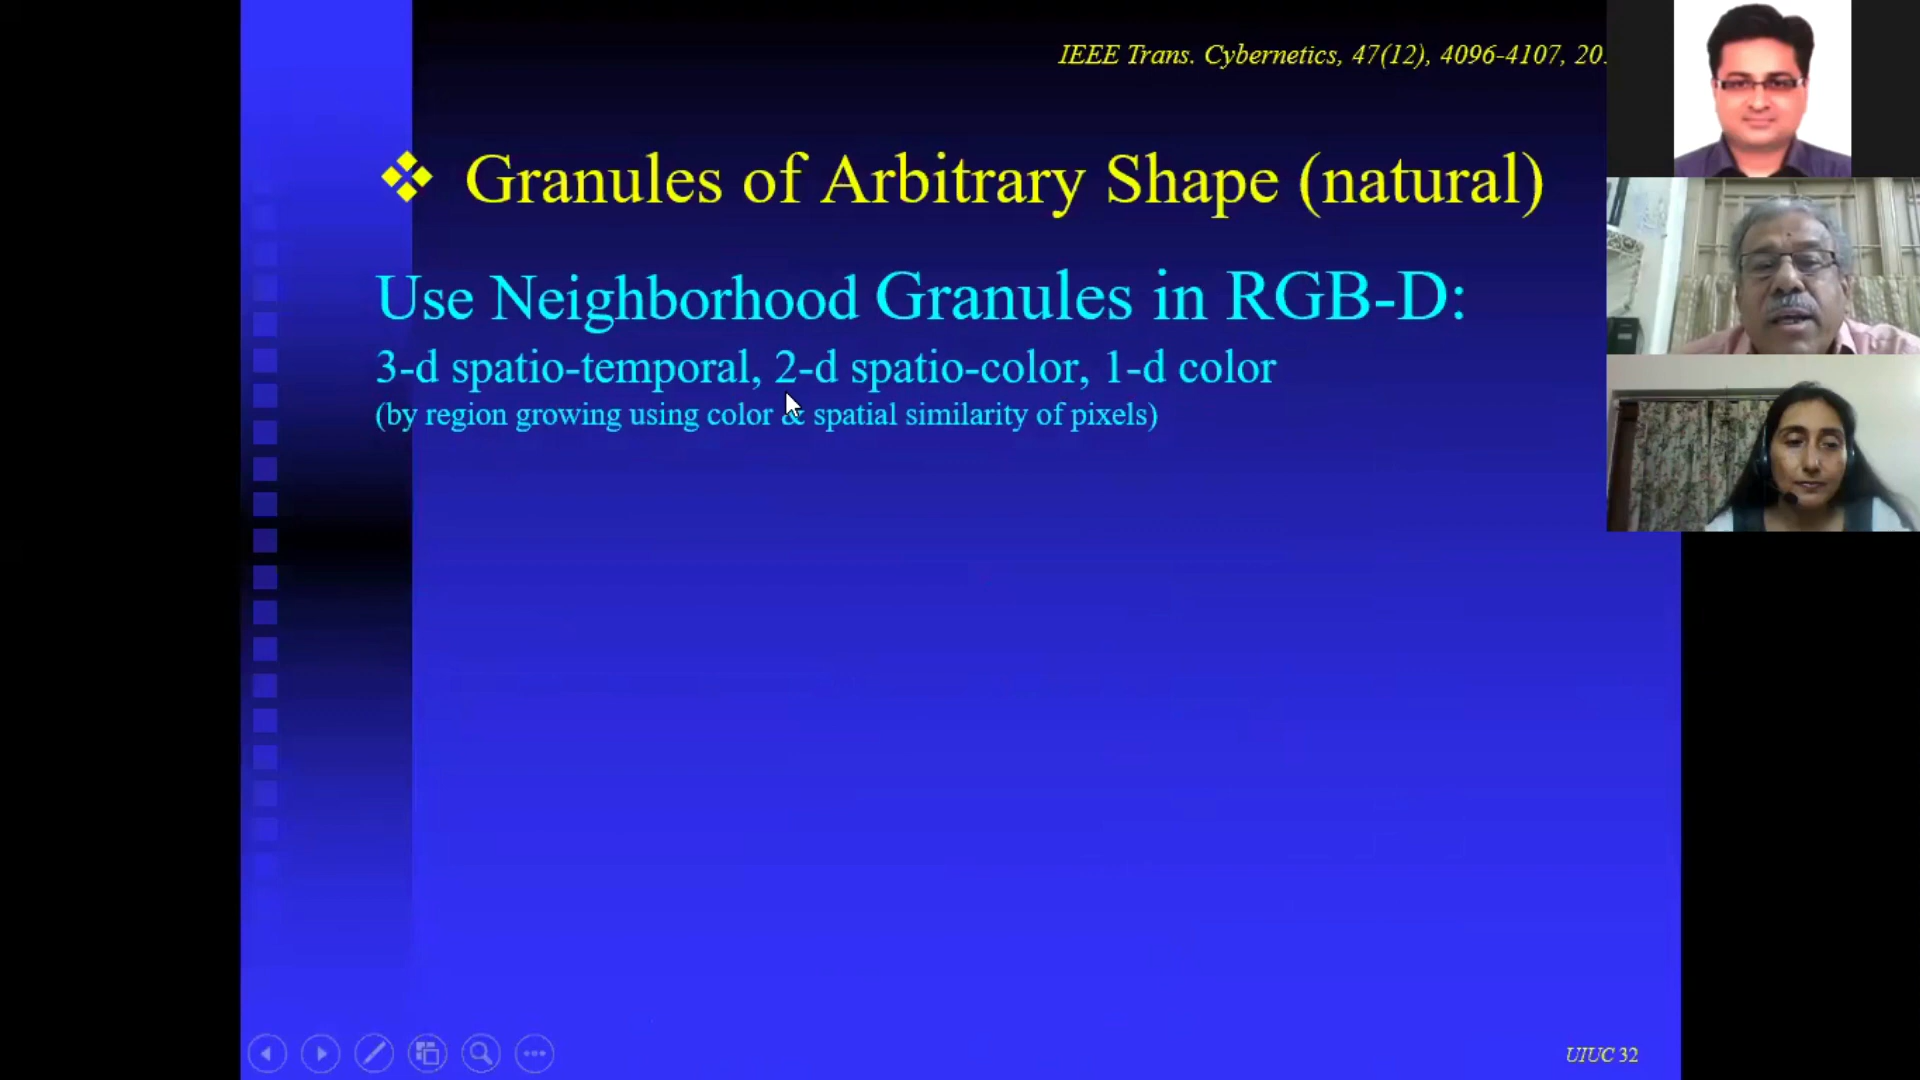 IEEE Trans. Cybernetics, 47(12), 4096-4107, 20
❖ Granules of Arbitrary Shape (natural)
Use Neighborhood Granules in RGB-D:
3-d spatio-temporal, 2-d spatio-color, 1-d color
(by region growing using color & spatial similarity of pixels)
UIUC 32